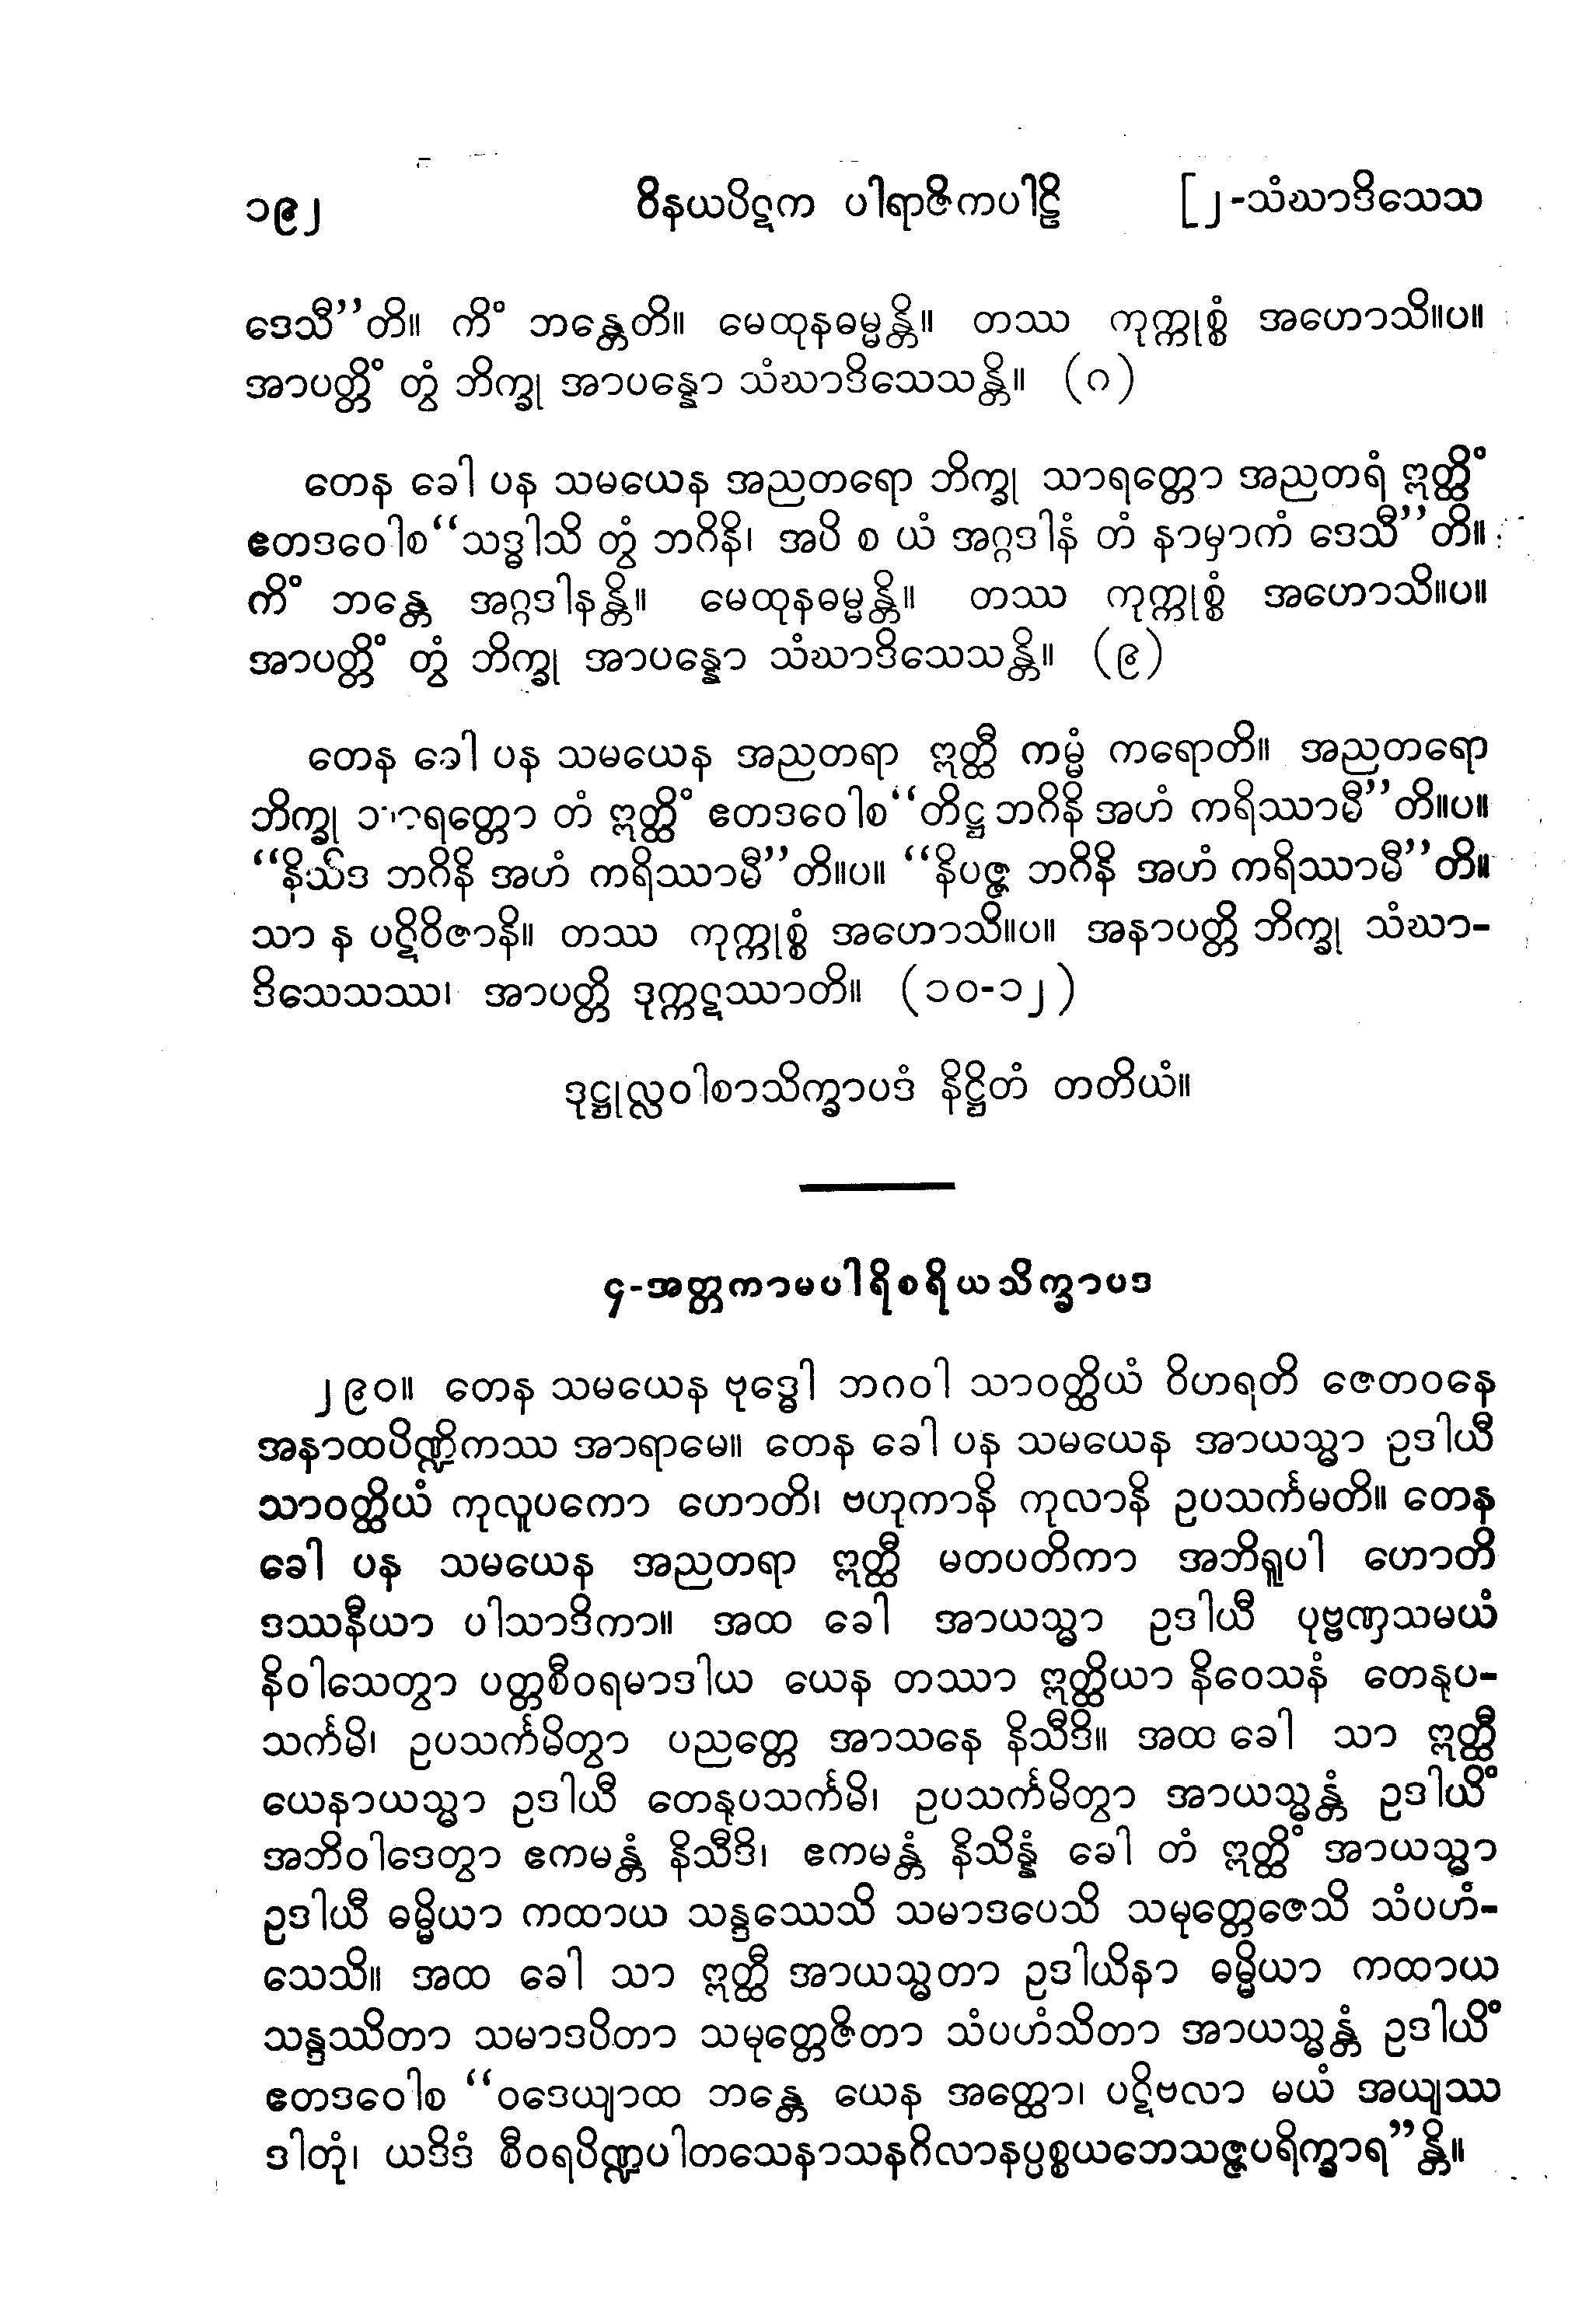 ၁၉၂ ဝိနယပိဋက ပါရာဇိကပါဠိ [၂-သံဃာဒိသေသ
ဒေသီ’’တိ။ ကိံ ဘန္တေတိ။ မေထုနဓမ္မန္တိ။ တဿ ကုက္ကုစ္စံ အဟောသိ။ပ။
အာပတ္တိံ တွံ ဘိက္ခု အာပန္နော သံဃာဒိသေသန္တိ။ (ဂ)
တေန ခေါ ပန သမယေန အညတရော ဘိက္ခု သာရတ္တော အညတရံ ဣတ္ထိံ
ဧတဒဝေါစ ‘‘သဒ္ဓါသိ တွံ ဘဂိနိ၊ အပိ စ ယံ အဂ္ဂဒါနံ တံ နာမှာကံ ဒေသီ’’တိ။
ကိံ ဘန္တေ အဂ္ဂဒါနန္တိ။ မေထုနဓမ္မန္တိ။ တဿ ကုက္ကုစ္စံ အဟောသိ။ပ။
အာပတ္တိံ တွံ ဘိက္ခု အာပန္နော သံဃာဒိသေသန္တိ။ (၉)
တေန ခေါ ပန သမယေန အညတရာ ဣတ္ထီ ကမ္မံ ကရောတိ။ အညတရော
ဘိက္ခု သာရတ္တော တံ ဣတ္ထိံ ဧတဒဝေါစ ‘‘တိဋ္ဌ ဘဂိနိ အဟံ ကရိဿာမီ’’တိ။ပ။
‘‘နိသီဒ ဘဂိနိ အဟံ ကရိဿာမီ’’တိ။ပ။ ‘‘နိပဇ္ဇ ဘဂိနိ အဟံ ကရိဿာမီ’’တိ။
သာ န ပဋိဝိဇာနိ။ တဿ ကုက္ကုစ္စံ အဟောသိ။ပ။ အနာပတ္တိ ဘိက္ခု သံဃာ-
ဒိသေသဿ၊ အာပတ္တိ ဒုက္ကဋဿာတိ။ (၁၀-၁၂)
ဒုဋ္ဌုလ္လဝါစာသိက္ခာပဒံ နိဋ္ဌိတံ တတိယံ။
၄-အတ္တကာမပါရိစရိယသိက္ခာပဒ
၂၉၀။ တေန သမယေန ဗုဒ္ဓေါ ဘဂဝါ သာဝတ္ထိယံ ဝိဟရတိ ဇေတဝနေ
အနာထပိဏ္ဍိကဿ အာရာမေ။ တေန ခေါ ပန သမယေန အာယသ္မာ ဥဒါယီ
သာဝတ္ထိယံ ကုလူပကော ဟောတိ၊ ဗဟုကာနိ ကုလာနိ ဥပသင်္ကမတိ။ တေန
ခေါ ပန သမယေန အညတရာ ဣတ္ထီ မတပတိကာ အဘိရူပါ ဟောတိ
ဒဿနီယာ ပါသာဒိကာ။ အထ ခေါ အာယသ္မာ ဥဒါယီ ပုဗ္ဗဏှသမယံ
နိဝါသေတွာ ပတ္တစီဝရမာဒါယ ယေန တဿာ ဣတ္ထိယာ နိဝေသနံ တေနုပ-
သင်္ကမိ၊ ဥပသင်္ကမိတွာ ပညတ္တေ အာသနေ နိသီဒိ။ အထ ခေါ သာ ဣတ္ထီ
ယေနာယသ္မာ ဥဒါယီ တေနုပသင်္ကမိ၊ ဥပသင်္ကမိတွာ အာယသ္မန္တံ ဥဒါယိံ
အဘိဝါဒေတွာ ဧကမန္တံ နိသီဒိ၊ ဧကမန္တံ နိသိန္နံ ခေါ တံ ဣတ္ထိံ အာယသ္မာ
ဥဒါယီ ဓမ္မိယာ ကထာယ သန္ဒဿေသိ သမာဒပေသိ သမုတ္တေဇေသိ သံပဟံ-
သေသိ။ အထ ခေါ သာ ဣတ္ထီ အာယသ္မတာ ဥဒါယိနာ ဓမ္မိယာ ကထာယ
သန္ဒဿိတာ သမာဒပိတာ သမုတ္တေဇိတာ သံပဟံသိတာ အာယသ္မန္တံ ဥဒါယိံ
ဧတဒဝေါစ ‘‘ဝဒေယျာထ ဘန္တေ ယေန အတ္ထော၊ ပဋိဗလာ မယံ အယျဿ
ဒါတုံ၊ ယဒိဒံ စီဝရပိဏ္ဍပါတသေနာသနဂိလာနပ္ပစ္စယဘေသဇ္ဇပရိက္ခာရ’’န္တိ။